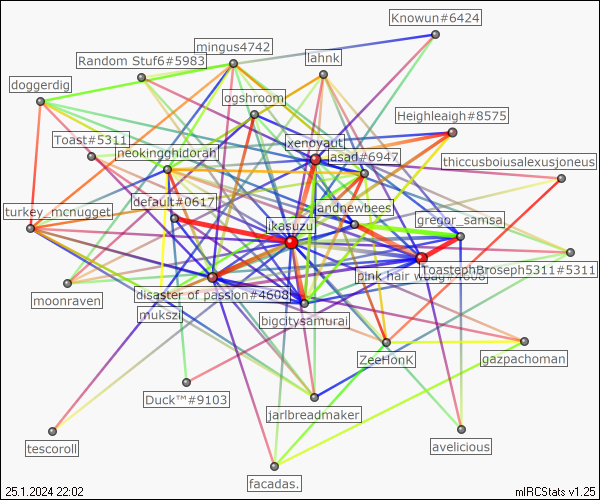 Knowun#6424
mingus4742
Random Stuf6#5983
lahnk
doggerdig
ogshroom
Heighleaigh#8575
Toast#5311
xenoyaut
neokingghidorah
asad#6947
thiccusboiusalexusjoneus
default#0617
andnewbees
turkey_mcnugget
gregor_samsa
ikasuzu
pink hair
ToastephBroseph5311#5311
disaster of passion#4608
moonraven
mukszi
bigcitysamurai
ZeeHonK
gazpachoman
Duck™#9103
jarlbreadmaker
tescoroll
avelicious
facadas.
25.1.2024 22:02
mIRCStats v1.25